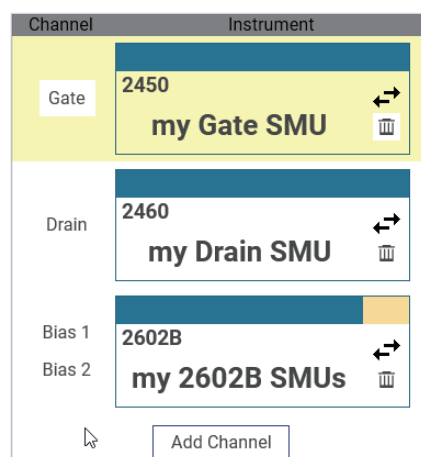 Channel Instrument
Gate
2450
my Gate SMU
Drain
2460
my Drain SMU
Bias 1
Bias 2
2602B
my 2602B SMUs
Add Channel